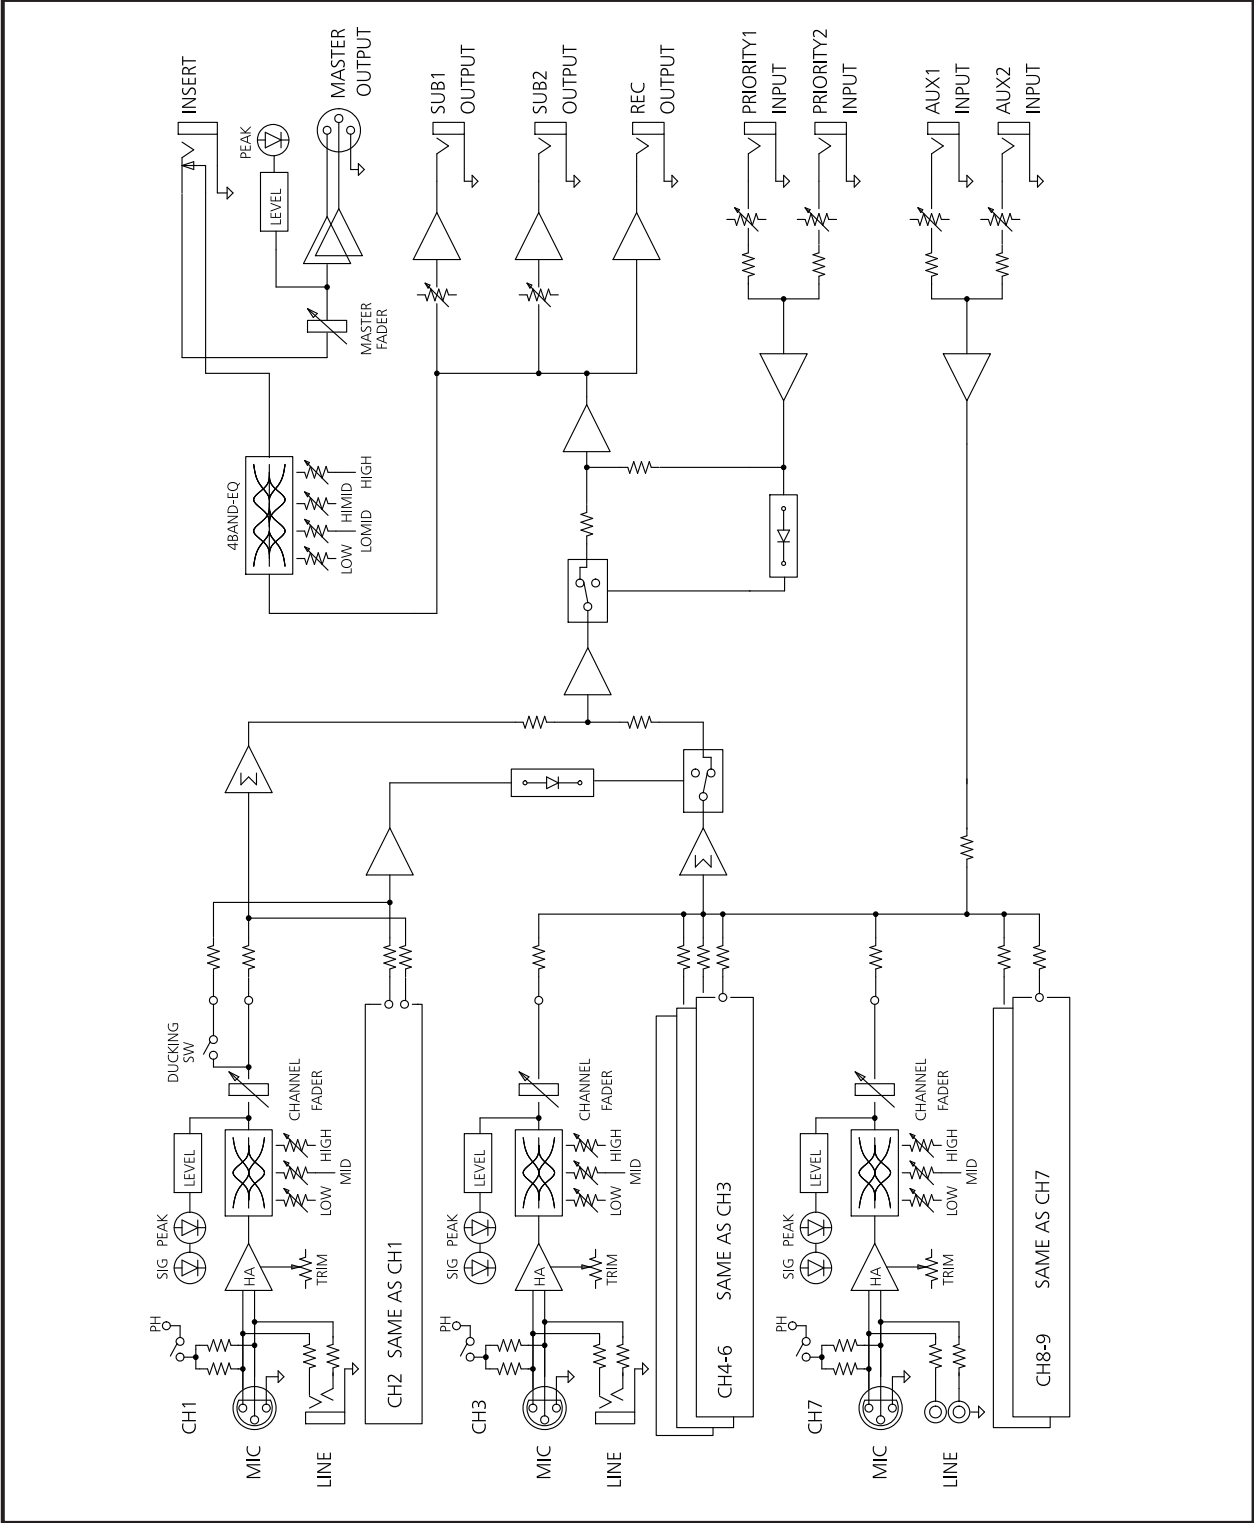 CH1
MIC
LINE
PH
SIG
PEAK
LEVEL
HA
TRIM
LOW
MID
HIGH
CHANNEL
FADER
DUCKING
SW
CH2 SAME AS CH1
CH3
MIC
LINE
PH
SIG
PEAK
LEVEL
HA
TRIM
LOW
MID
HIGH
CHANNEL
FADER
CH4-6 SAME AS CH3
CH7
MIC
LINE
PH
SIG
PEAK
LEVEL
HA
TRIM
LOW
MID
HIGH
CHANNEL
FADER
CH8-9 SAME AS CH7
Σ
Σ
4BAND-EQ
LOW
LOMID
HIMID
HIGH
MASTER
FADER
LEVEL
PEAK
INSERT
MASTER
OUTPUT
SUB1
OUTPUT
SUB2
OUTPUT
REC
OUTPUT
PRIORITY1
INPUT
PRIORITY2
INPUT
AUX1
INPUT
AUX2
INPUT